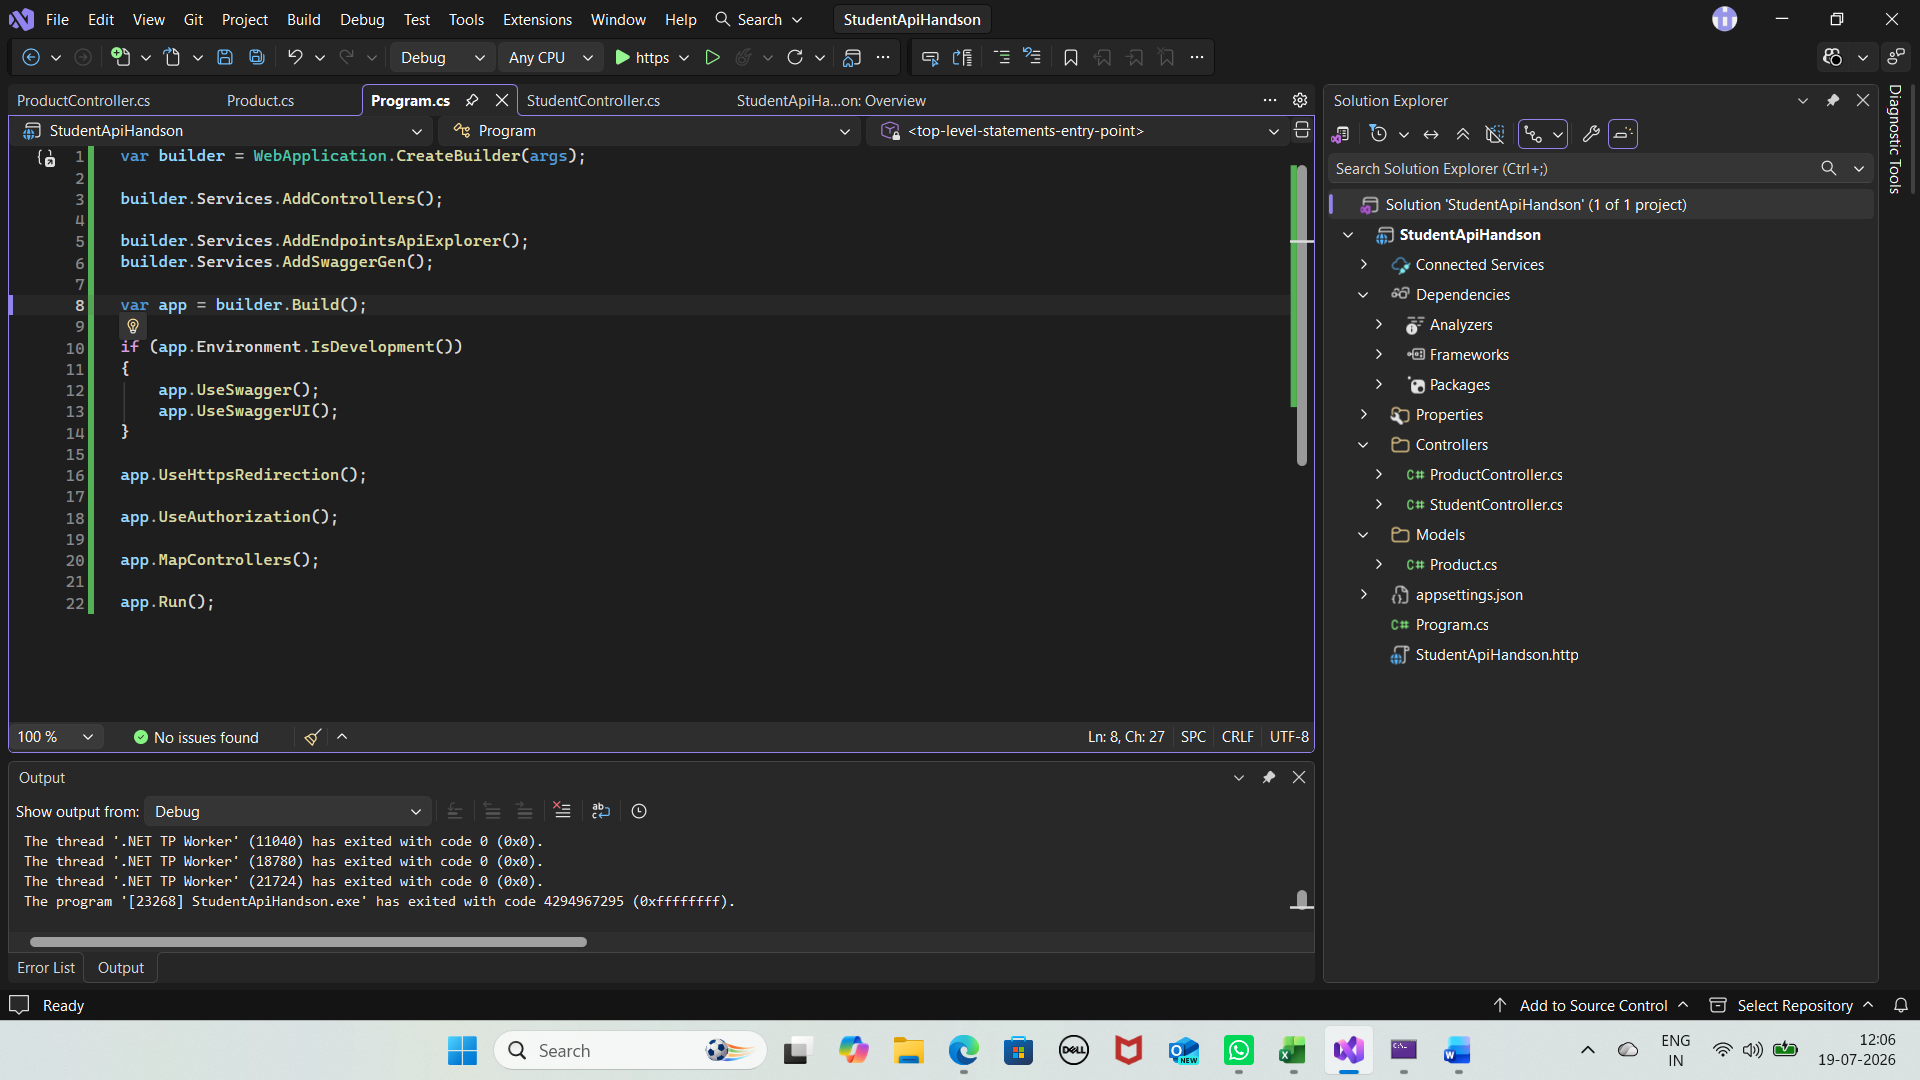 File Edit View Git Project Build Debug Test Tools Extensions Window Help Search StudentApiHandson
Debug Any CPU https
ProductController.cs Product.cs Program.cs StudentController.cs StudentApiHa...on: Overview
StudentApiHandson Program <top-level-statements-entry-point>
1 var builder = WebApplication.CreateBuilder(args);
2
3 builder.Services.AddControllers();
4
5 builder.Services.AddEndpointsApiExplorer();
6 builder.Services.AddSwaggerGen();
7
8 var app = builder.Build();
9
10 if (app.Environment.IsDevelopment())
11 {
12 app.UseSwagger();
13 app.UseSwaggerUI();
14 }
15
16 app.UseHttpsRedirection();
17
18 app.UseAuthorization();
19
20 app.MapControllers();
21
22 app.Run();
100 % No issues found Ln: 8, Ch: 27 SPC CRLF UTF-8
Output
Show output from: Debug
The thread '.NET TP Worker' (11040) has exited with code 0 (0x0).
The thread '.NET TP Worker' (18780) has exited with code 0 (0x0).
The thread '.NET TP Worker' (21724) has exited with code 0 (0x0).
The program '[23268] StudentApiHandson.exe' has exited with code 4294967295 (0xffffffff).
Error List Output
Solution Explorer
Search Solution Explorer (Ctrl+;)
Solution 'StudentApiHandson' (1 of 1 project)
StudentApiHandson
Connected Services
Dependencies
Analyzers
Frameworks
Packages
Properties
Controllers
C# ProductController.cs
C# StudentController.cs
Models
C# Product.cs
appsettings.json
C# Program.cs
StudentApiHandson.http
Diagnostic Tools
Ready Add to Source Control Select Repository
Search DELL NEW ENG IN 12:06 19-07-2026